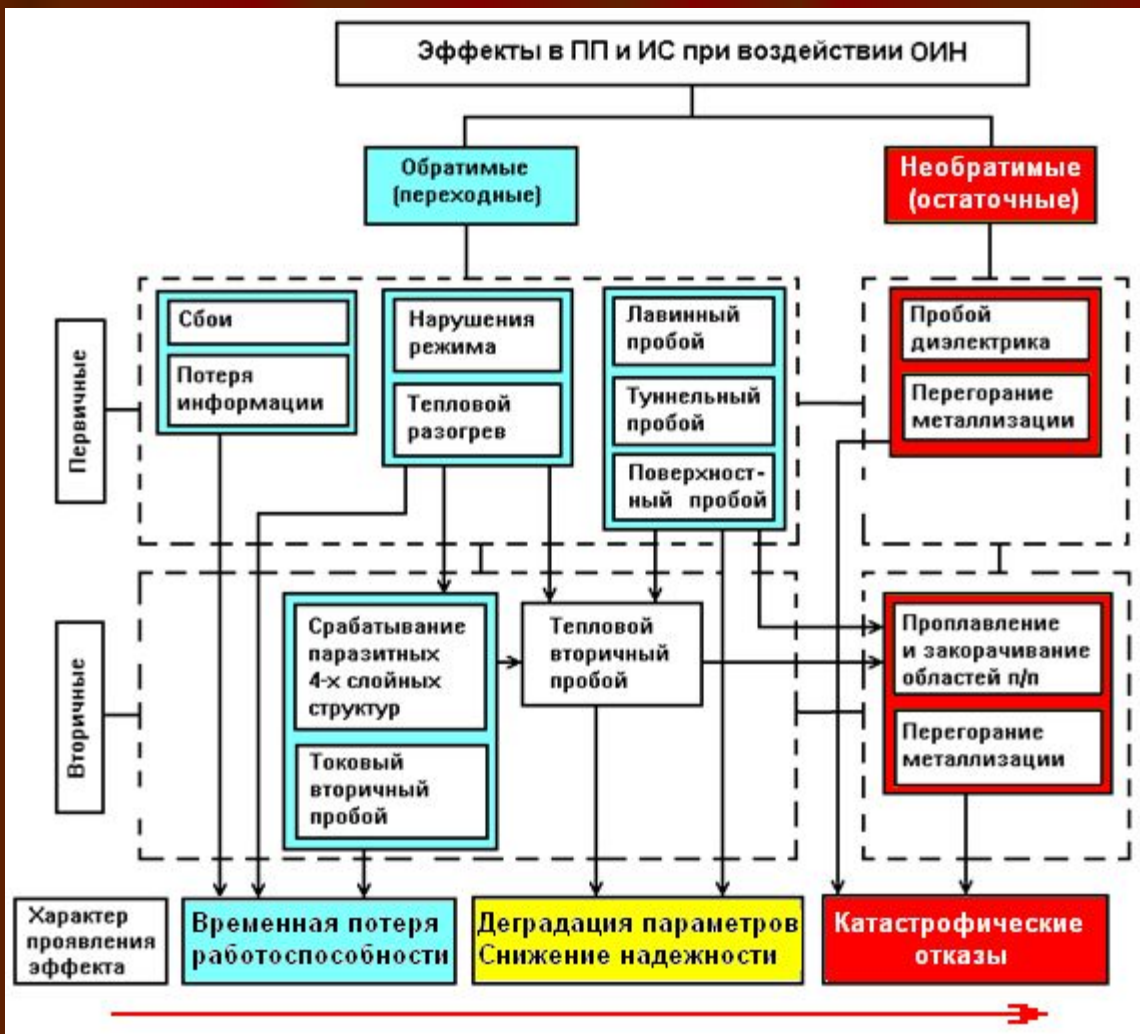 Эффекты в ПП и ИС при воздействии ОИН
Обратимые
(переходные)
Необратимые
(остаточные)
Первичные
Сбои
Потеря
информации
Нарушения
режима
Тепловой
разогрев
Лавинный
пробой
Туннельный
пробой
Поверхност-
ный пробой
Пробой
диэлектрика
Перегорание
металлизации
Вторичные
Срабатывание
паразитных
4-х слойных
структур
Токовый
вторичный
пробой
Тепловой
вторичный
пробой
Проплавление
и закорачивание
областей п/п
Перегорание
металлизации
Характер
проявления
эффекта
Временная потеря
работоспособности
Деградация параметров
Снижение надежности
Катастрофические
отказы